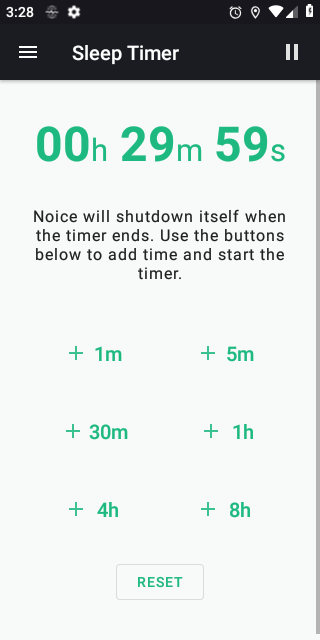 3:28
Sleep Timer
00h 29m 59s
Noice will shutdown itself when
the timer ends. Use the buttons
below to add time and start the
timer.
+ 1m + 5m
+ 30m + 1h
+ 4h + 8h
RESET